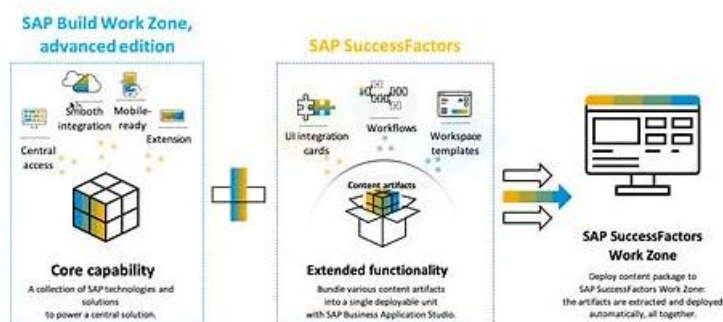 SAP Build Work Zone,
advanced edition
SAP SuccessFactors
Smooth
integration
Mobile-
ready
Central
access
Extension
UI integration
cards
Workflows
Workspace
templates
Content artifacts
Core capability
A collection of SAP technologies and
solutions
to power a central solution.
Extended functionality
Bundle various content artifacts
into a single deployable unit
with SAP Business Application Studio.
SAP SuccessFactors
Work Zone
Deploy content package to
SAP SuccessFactors Work Zone:
the artifacts are extracted and deployed
automatically, all together.